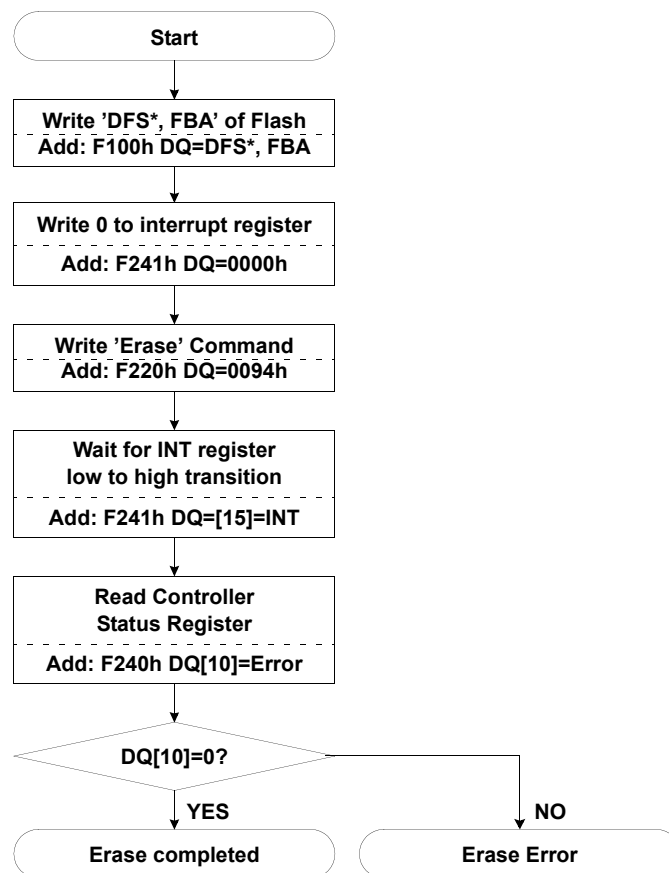 Start
Write ’DFS*, FBA’ of Flash
Add: F100h DQ=DFS*, FBA
Write 0 to interrupt register
Add: F241h DQ=0000h
Write ’Erase’ Command
Add: F220h DQ=0094h
Wait for INT register
low to high transition
Add: F241h DQ=[15]=INT
Read Controller
Status Register
Add: F240h DQ[10]=Error
DQ[10]=0?
YES
NO
Erase completed
Erase Error